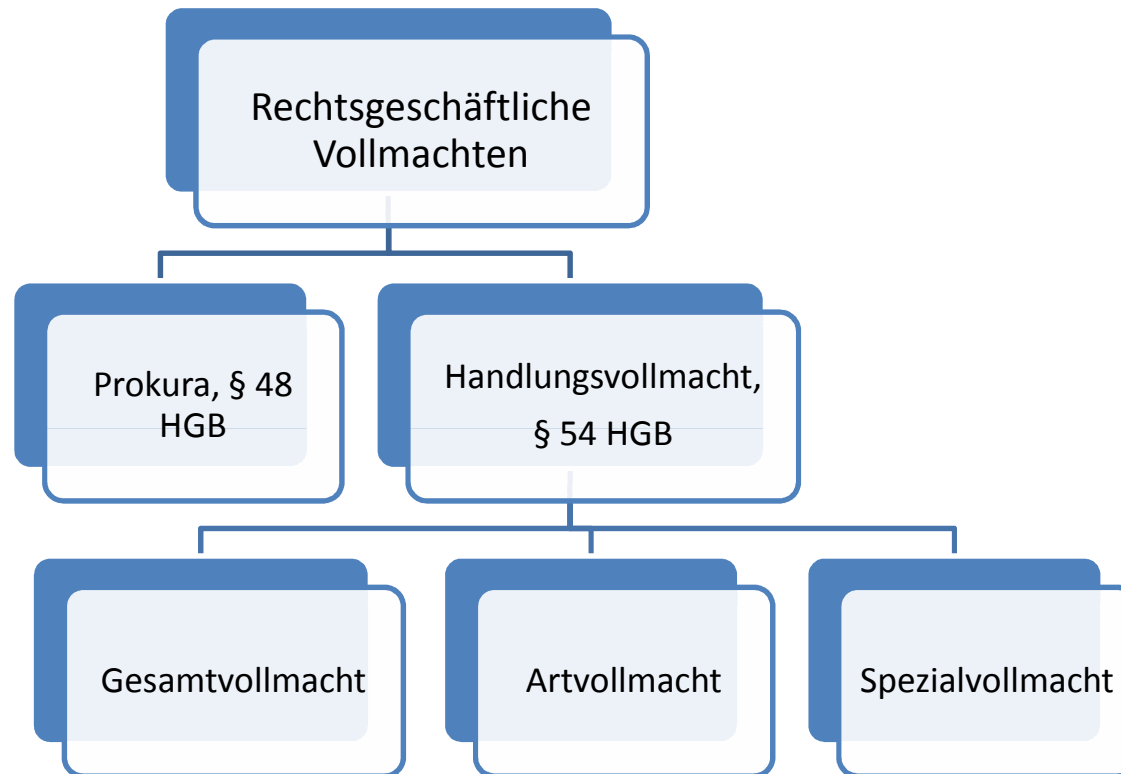 Rechtsgeschäftliche
Vollmachten
Prokura, § 48
HGB
Handlungsvollmacht,
§ 54 HGB
Gesamtvollmacht
Artvollmacht
Spezialvollmacht